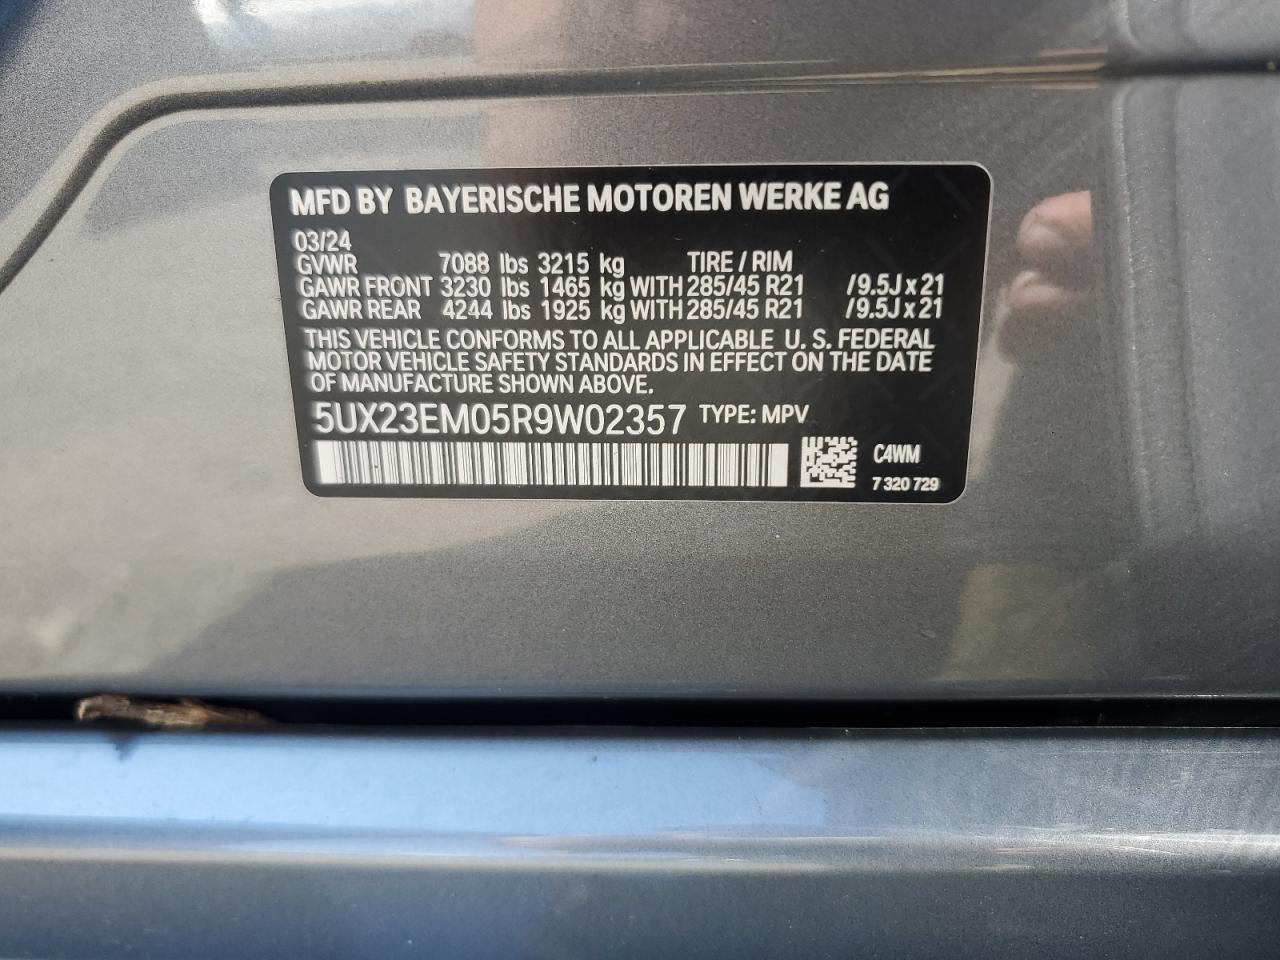 MFD BY BAYERISCHE MOTOREN WERKE AG
03/24
GVWR 7088 lbs 3215 kg TIRE / RIM
GAWR FRONT 3230 lbs 1465 kg WITH 285/45 R21 /9.5J x 21
GAWR REAR 4244 lbs 1925 kg WITH 285/45 R21 /9.5J x 21
THIS VEHICLE CONFORMS TO ALL APPLICABLE U. S. FEDERAL
MOTOR VEHICLE SAFETY STANDARDS IN EFFECT ON THE DATE
OF MANUFACTURE SHOWN ABOVE.
5UX23EM05R9W02357 TYPE: MPV
C4WM
7 320 729